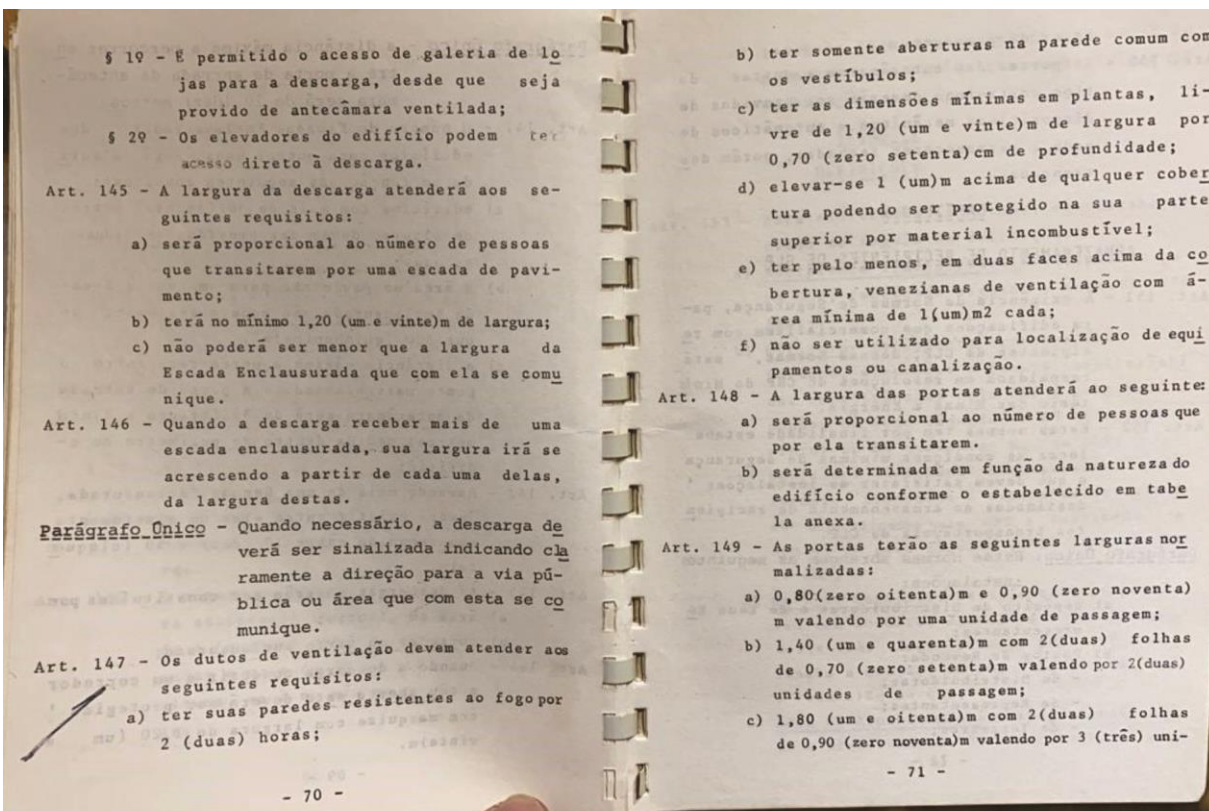 § 1º - É permitido o acesso de galeria de lo
jas para a descarga, desde que seja
provido de antecâmara ventilada;
§ 2º - Os elevadores do edifício podem ter
acesso direto à descarga.
Art. 145 - A largura da descarga atenderá aos se-
guintes requisitos:
a) será proporcional ao número de pessoas
que transitarem por uma escada de pavi-
mento;
b) terá no mínimo 1,20 (um e vinte)m de largura;
c) não poderá ser menor que a largura da
Escada Enclausurada que com ela se comu
nique.
Art. 146 - Quando a descarga receber mais de uma
escada enclausurada, sua largura irá se
acrescendo a partir de cada uma delas,
da largura destas.
Parágrafo Único - Quando necessário, a descarga de
verá ser sinalizada indicando cla
ramente a direção para a via pú-
blica ou área que com esta se co
munique.
Art. 147 - Os dutos de ventilação devem atender aos
seguintes requisitos:
a) ter suas paredes resistentes ao fogo por
2 (duas) horas;
- 70 -
b) ter somente aberturas na parede comum com
os vestíbulos;
c) ter as dimensões mínimas em plantas, li-
vre de 1,20 (um e vinte)m de largura por
0,70 (zero setenta)cm de profundidade;
d) elevar-se 1 (um)m acima de qualquer cober
tura podendo ser protegido na sua parte
superior por material incombustível;
e) ter pelo menos, em duas faces acima da co
bertura, venezianas de ventilação com á-
rea mínima de 1(um)m2 cada;
f) não ser utilizado para localização de equi
pamentos ou canalização.
Art. 148 - A largura das portas atenderá ao seguinte:
a) será proporcional ao número de pessoas que
por ela transitarem.
b) será determinada em função da natureza do
edifício conforme o estabelecido em tabe
la anexa.
Art. 149 - As portas terão as seguintes larguras nor
malizadas:
a) 0,80(zero oitenta)m e 0,90 (zero noventa)
m valendo por uma unidade de passagem;
b) 1,40 (um e quarenta)m com 2(duas) folhas
de 0,70 (zero setenta)m valendo por 2(duas)
unidades de passagem;
c) 1,80 (um e oitenta)m com 2(duas) folhas
de 0,90 (zero noventa)m valendo por 3 (três) uni-
- 71 -